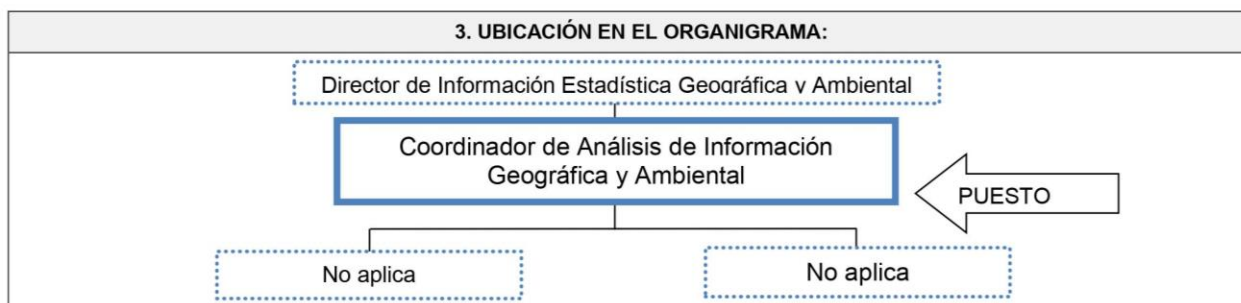 3. UBICACIÓN EN EL ORGANIGRAMA:
Director de Información Estadística Geográfica y Ambiental
Coordinador de Análisis de Información
Geográfica y Ambiental
PUESTO
No aplica
No aplica